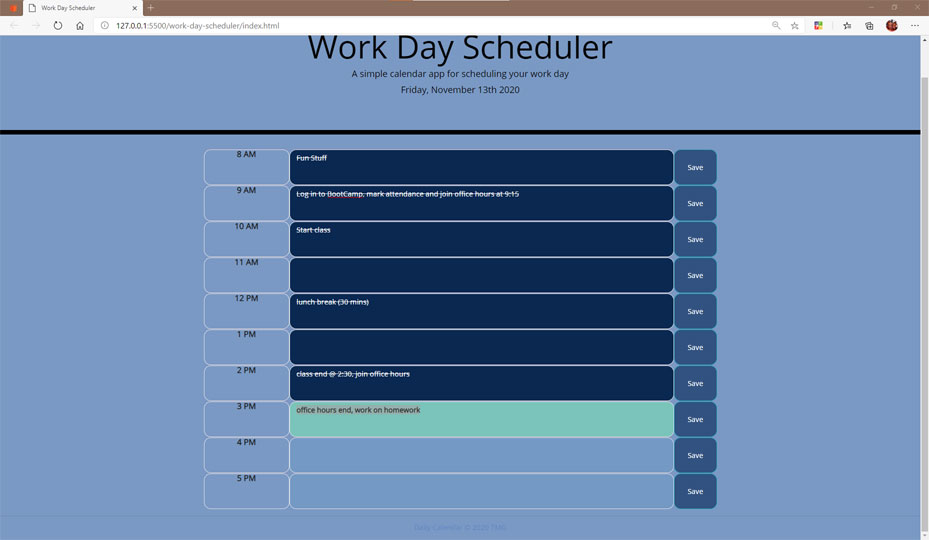 Work Day Scheduler
127.0.0.1:5500/work-day-scheduler/index.html
Work Day Scheduler
A simple calendar app for scheduling your work day
Friday, November 13th 2020
8 AM Fun Stuff Save
9 AM Log in to BootCamp, mark attendance and join office hours at 9:15 Save
10 AM Start class Save
11 AM Save
12 PM lunch break (30 mins) Save
1 PM Save
2 PM class end @ 2:30, join office hours Save
3 PM office hours end, work on homework Save
4 PM Save
5 PM Save
Daily Calendar © 2020 TMG